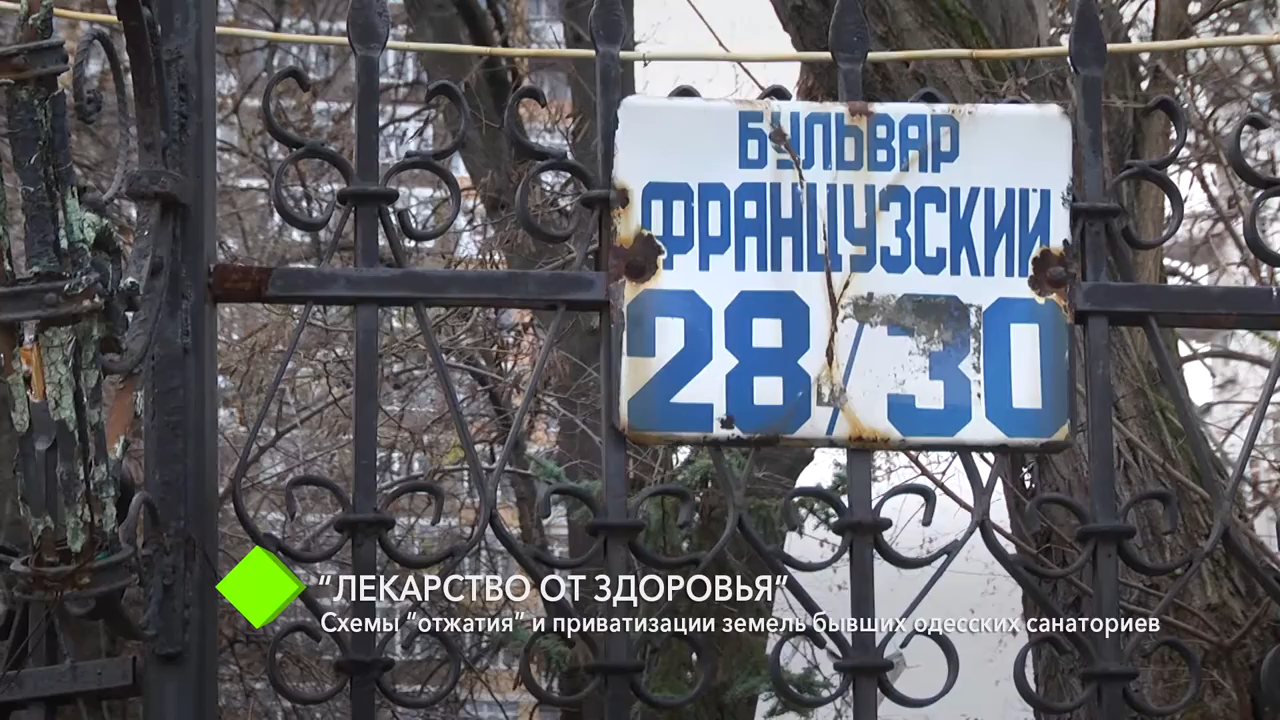 БУЛЬВАР
ФРАНЦУЗСКИЙ
28/30
“ЛЕКАРСТВО ОТ ЗДОРОВЬЯ“
Схемы “отжатия” и приватизации земель бывших одесских санаториев